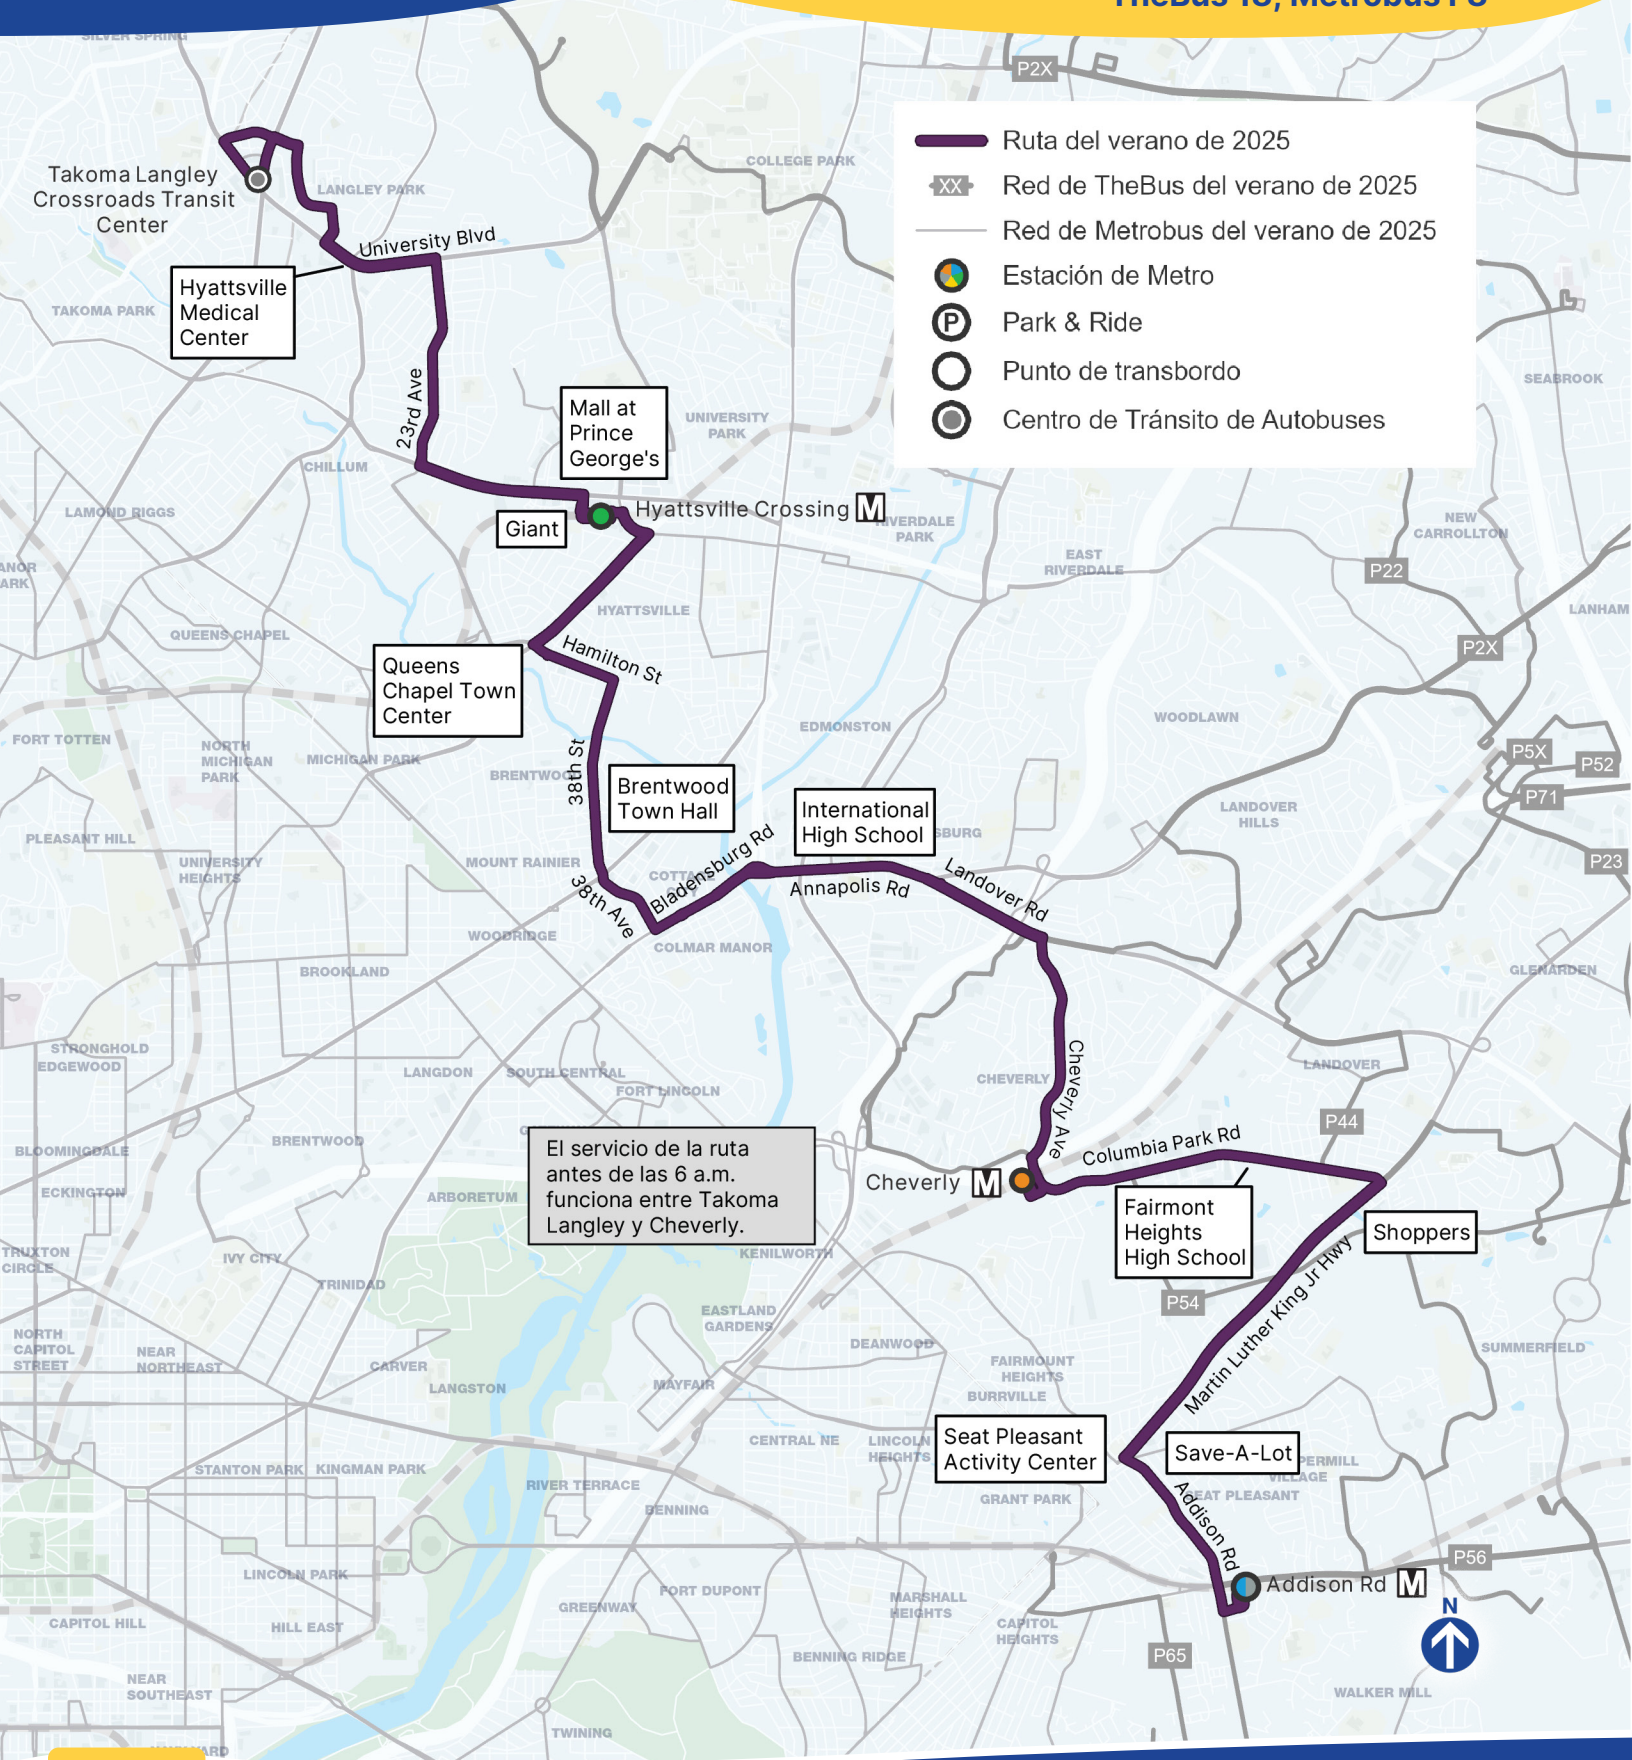 SILVER SPRING
P2X
COLLEGE PARK
Ruta del verano de 2025
XX
Red de TheBus del verano de 2025
Red de Metrobus del verano de 2025
Estación de Metro
P
Park & Ride
Punto de transbordo
Centro de Tránsito de Autobuses
Takoma Langley
Crossroads Transit
Center
LANGLEY PARK
University Blvd
Hyattsville
Medical
Center
TAKOMA PARK
23rd Ave
Mall at
Prince
George's
UNIVERSITY
PARK
SEABROOK
CHILLUM
LAMOND RIGGS
Giant
Hyattsville Crossing
M
PARK
EAST
RIVERDALE
NEW
CARROLLTON
P22
LANHAM
HYATTSVILLE
QUEENS CHAPEL
Hamilton St
Queens
Chapel Town
Center
P2X
FORT TOTTEN
NORTH
MICHIGAN
PARK
MICHIGAN PARK
38th St
Brentwood
Town Hall
EDMONSTON
WOODLAWN
P5X
P52
P71
LANDOVER
HILLS
P23
International
High School
PLEASANT HILL
UNIVERSITY
HEIGHTS
MOUNT RAINIER
Bladensburg Rd
Annapolis Rd
Landover Rd
38th Ave
COLMAR MANOR
WOODRIDGE
BROOKLAND
GLENARDEN
STRONGHOLD
EDGEWOOD
LANGDON
SOUTH CENTRAL
FORT LINCOLN
CHEVERLY
Cheverly Ave
LANDOVER
P44
BRENTWOOD
BLOOMINGDALE
El servicio de la ruta
antes de las 6 a.m.
funciona entre Takoma
Langley y Cheverly.
Columbia Park Rd
Cheverly
M
ECKINGTON
ARBORETUM
Fairmont
Heights
High School
Shoppers
TRUXTON
CIRCLE
IVY CITY
KENILWORTH
TRINIDAD
P54
EASTLAND
GARDENS
Martin Luther King Jr Hwy
NORTH
CAPITOL
STREET
NEAR
NORTHEAST
CARVER
LANGSTON
DEANWOOD
MAYFAIR
FAIRMOUNT
HEIGHTS
BURRVILLE
SUMMERFIELD
CENTRAL NE
LINCOLN
HEIGHTS
Seat Pleasant
Activity Center
Save-A-Lot
VILLAGE
STANTON PARK
KINGMAN PARK
RIVER TERRACE
BENNING
GRANT PARK
SEAT PLEASANT
Addison Rd
P56
Addison Rd
M
LINCOLN PARK
FORT DUPONT
GREENWAY
MARSHALL
HEIGHTS
CAPITOL
HEIGHTS
N
CAPITOL HILL
HILL EAST
BENNING RIDGE
P65
NEAR
SOUTHEAST
WALKER MILL
TWINING